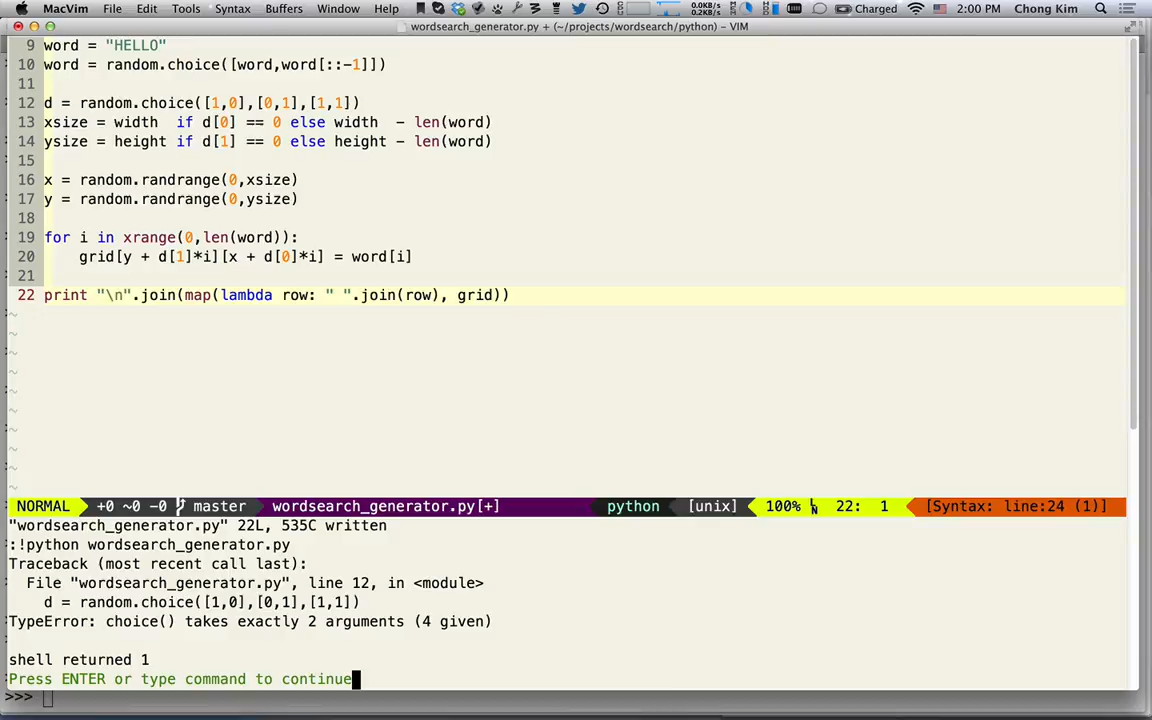 MacVim File Edit Tools Syntax Buffers Window Help 0.0KB/s 0.0KB/s Charged 2:00 PM Chong Kim
wordsearch_generator.py + (~/projects/wordsearch/python) - VIM
9 word = "HELLO"
10 word = random.choice([word,word[::-1]])
11
12 d = random.choice([1,0],[0,1],[1,1])
13 xsize = width  if d[0] == 0 else width  - len(word)
14 ysize = height if d[1] == 0 else height - len(word)
15
16 x = random.randrange(0,xsize)
17 y = random.randrange(0,ysize)
18
19 for i in xrange(0,len(word)):
20     grid[y + d[1]*i][x + d[0]*i] = word[i]
21
22 print "\n".join(map(lambda row: " ".join(row), grid))
~
~
~
~
~
~
~
~
~
~
NORMAL +0 ~0 -0 master wordsearch_generator.py[+] python [unix] 100% 22: 1 [Syntax: line:24 (1)]
"wordsearch_generator.py" 22L, 535C written
:!python wordsearch_generator.py
Traceback (most recent call last):
  File "wordsearch_generator.py", line 12, in <module>
    d = random.choice([1,0],[0,1],[1,1])
TypeError: choice() takes exactly 2 arguments (4 given)
shell returned 1
Press ENTER or type command to continue
>>>